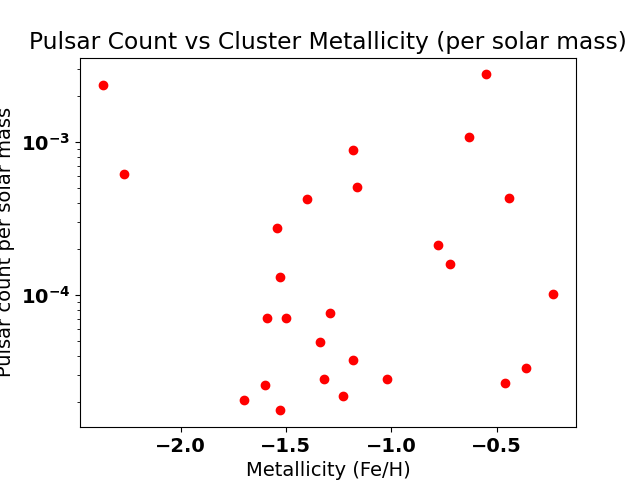 Pulsar Count vs Cluster Metallicity (per solar mass)
Pulsar count per solar mass
10⁻³
10⁻⁴
−2.0 −1.5 −1.0 −0.5
Metallicity (Fe/H)